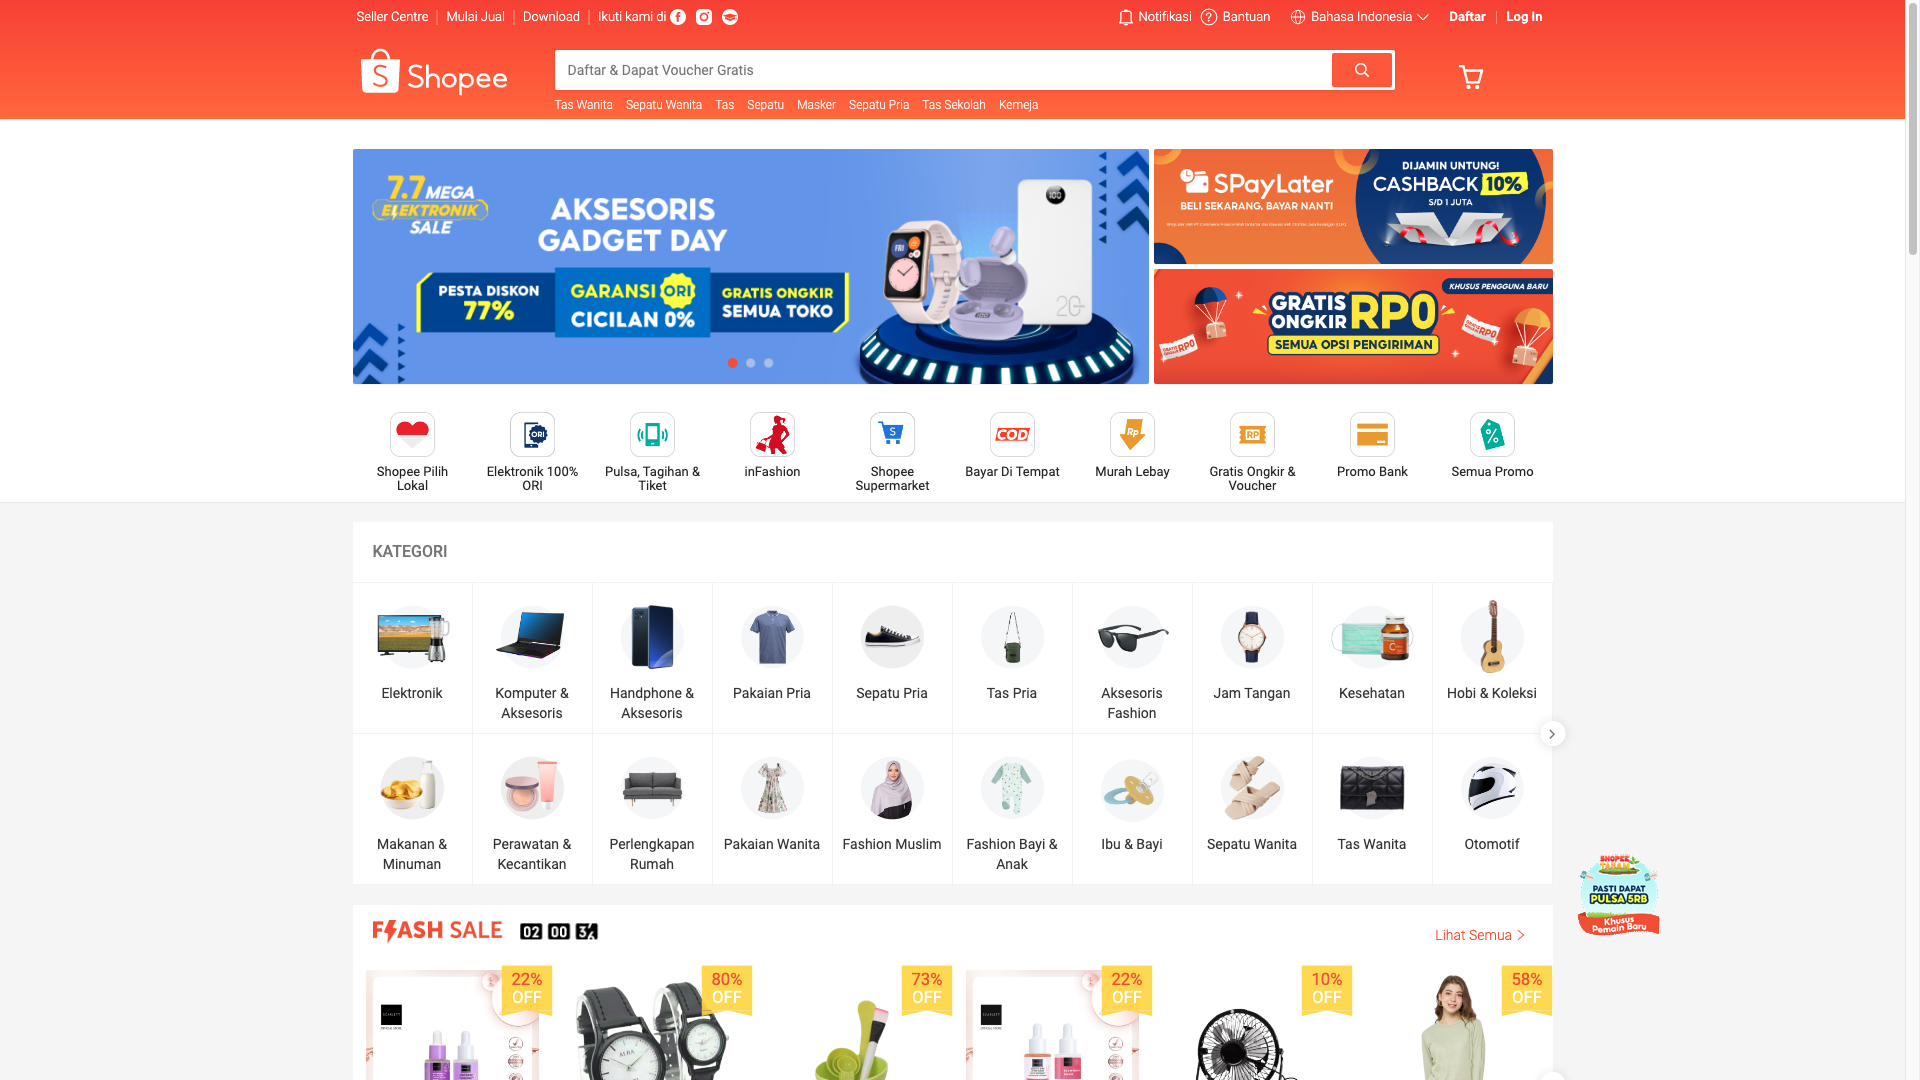 Seller Centre
Mulai Jual
Download
Ikuti kami di
Notifikasi
Bantuan
Bahasa Indonesia
Daftar
Log In
Shopee
Daftar & Dapat Voucher Gratis
Tas Wanita
Sepatu Wanita
Tas
Sepatu
Masker
Sepatu Pria
Tas Sekolah
Kemeja
7.7 MEGA
ELEKTRONIK
SALE
AKSESORIS
GADGET DAY
PESTA DISKON
77%
GARANSI ORI
CICILAN 0%
GRATIS ONGKIR
SEMUA TOKO
SPayLater
BELI SEKARANG, BAYAR NANTI
DIJAMIN UNTUNG!
CASHBACK 10%
S/D 1 JUTA
KHUSUS PENGGUNA BARU
GRATIS
ONGKIR RP0
SEMUA OPSI PENGIRIMAN
Shopee Pilih
Lokal
Elektronik 100%
ORI
Pulsa, Tagihan &
Tiket
inFashion
Shopee
Supermarket
COD
Bayar Di Tempat
Rp
Murah Lebay
RP
Gratis Ongkir &
Voucher
Promo Bank
Semua Promo
KATEGORI
Elektronik
Komputer &
Aksesoris
Handphone &
Aksesoris
Pakaian Pria
Sepatu Pria
Tas Pria
Aksesoris
Fashion
Jam Tangan
Kesehatan
Hobi & Koleksi
Makanan &
Minuman
Perawatan &
Kecantikan
Perlengkapan
Rumah
Pakaian Wanita
Fashion Muslim
Fashion Bayi &
Anak
Ibu & Bayi
Sepatu Wanita
Tas Wanita
Otomotif
SHOPEE
TANAM
PASTI DAPAT
PULSA 5RB
Khusus
Pemain Baru
FLASH SALE
02 00
Lihat Semua
22%
OFF
80%
OFF
73%
OFF
22%
OFF
10%
OFF
58%
OFF
SCARLETT
ALBA
SCARLETT